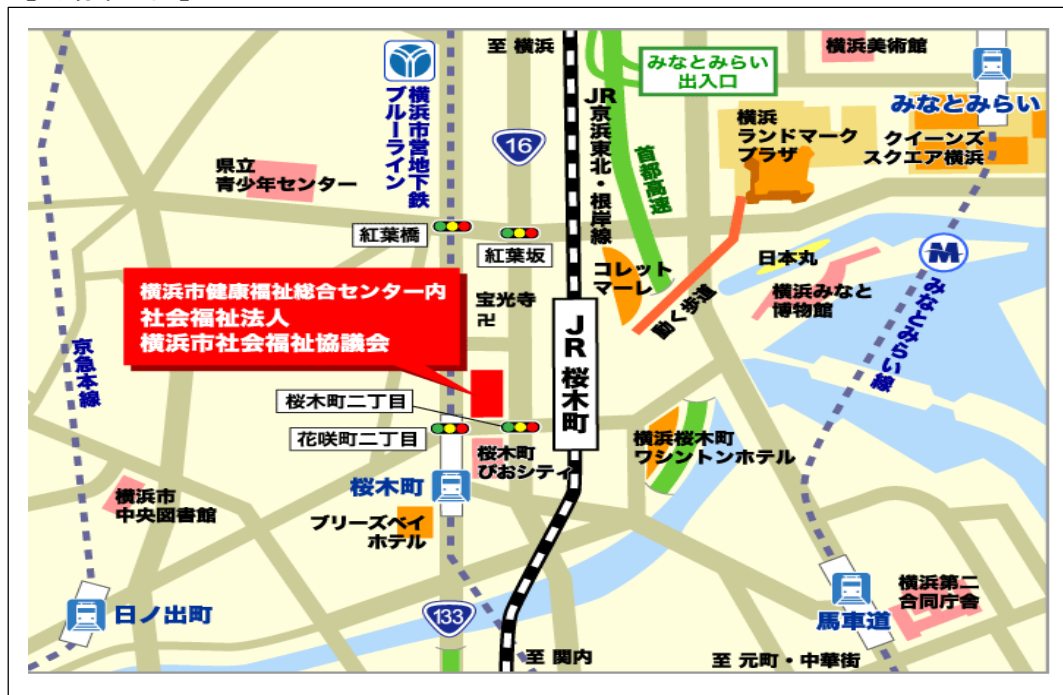 至 横浜
横浜美術館
みなとみらい
出入口
みなとみらい
横浜市営地下鉄
ブルーライン
16
JR京浜東北・根岸線
首都高速
横浜
ランドマーク
プラザ
クイーンズ
スクエア横浜
県立
青少年センター
紅葉橋
紅葉坂
コレット
マーレ
動く歩道
日本丸
横浜みなと
博物館
M
みなとみらい線
横浜市健康福祉総合センター内
社会福祉法人
横浜市社会福祉協議会
宝光寺
卍
JR桜木町
京急本線
桜木町二丁目
花咲町二丁目
桜木町
ぴおシティ
横浜桜木町
ワシントンホテル
桜木町
横浜市
中央図書館
ブリーズベイ
ホテル
日ノ出町
133
馬車道
横浜第二
合同庁舎
至 関内
至 元町・中華街